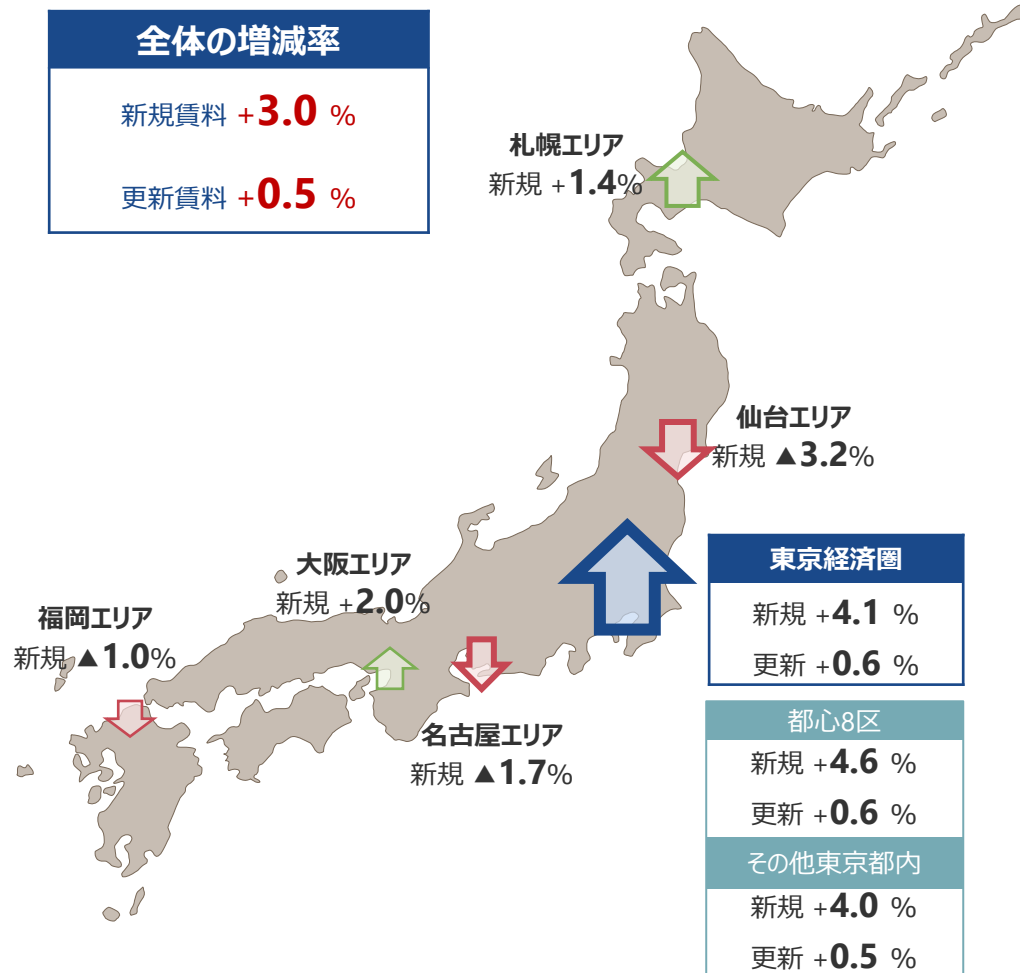 全体の増減率
新規賃料 +3.0 %
更新賃料 +0.5 %
札幌エリア
新規 +1.4%
仙台エリア
新規 ▲3.2%
東京経済圏
新規 +4.1 %
更新 +0.6 %
大阪エリア
新規 +2.0%
福岡エリア
新規 ▲1.0%
名古屋エリア
新規 ▲1.7%
都心8区
新規 +4.6 %
更新 +0.6 %
その他東京都内
新規 +4.0 %
更新 +0.5 %